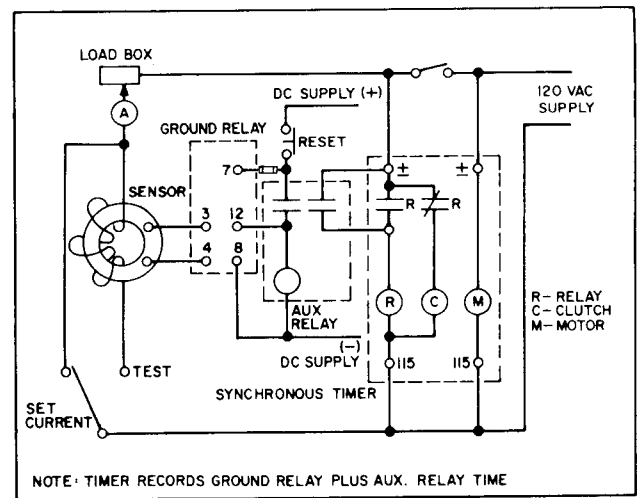 LOAD BOX
A
DC SUPPLY (+)
120 VAC
SUPPLY
GROUND RELAY
RESET
7
±
±
SENSOR
3
12
R
R
4
8
R
C
M
AUX
RELAY
R-RELAY
C-CLUTCH
M-MOTOR
(-)
DC SUPPLY
TEST
115
115
SET
CURRENT
SYNCHRONOUS TIMER
NOTE: TIMER RECORDS GROUND RELAY PLUS AUX. RELAY TIME